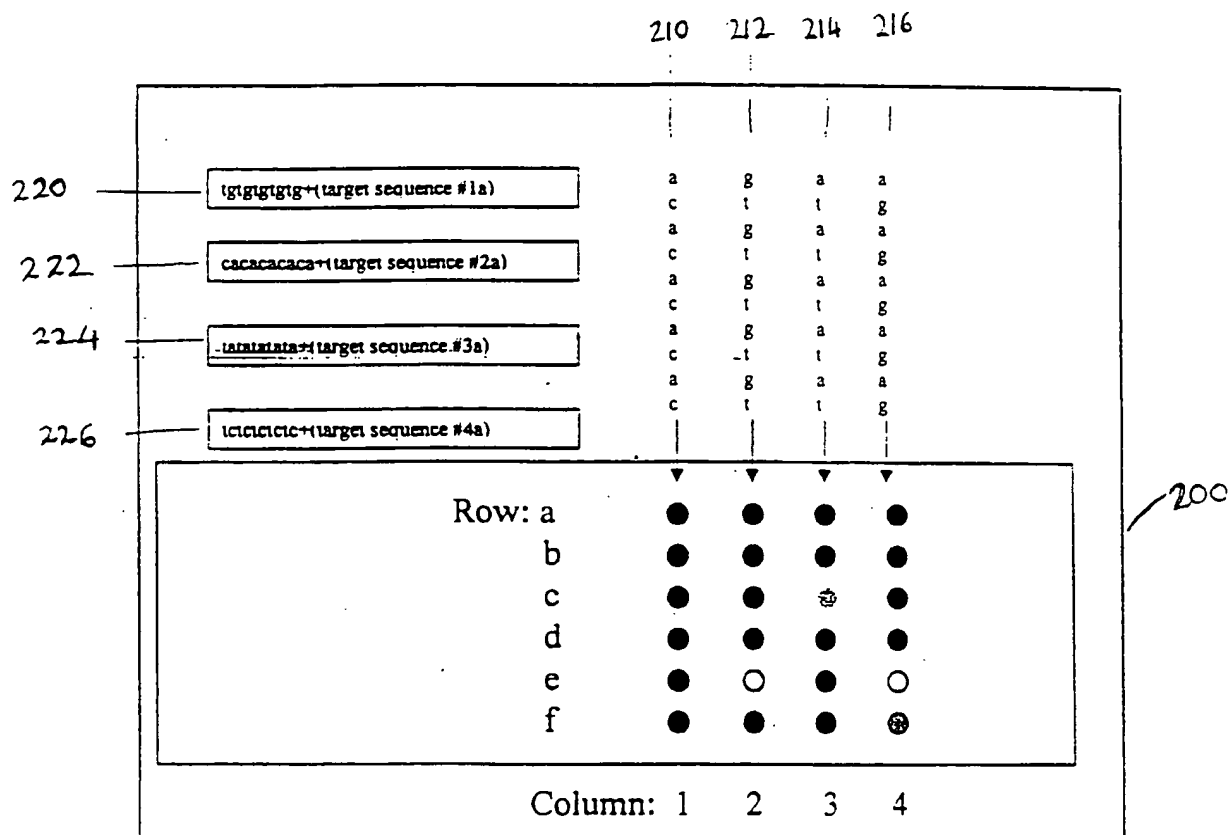 210 212 214 216
220 tgtgtgtgtg+(target sequence #1a)
222 cacacacaca+(target sequence #2a)
224 tatatatata+(target sequence #3a)
226 tctctctctc+(target sequence #4a)
a g a a
c t t g
a g a a
c t t g
a g a a
c t t g
a g a a
c t t g
a g a a
c t t g
200
Row: a
b
c
d
e
f
Column: 1 2 3 4